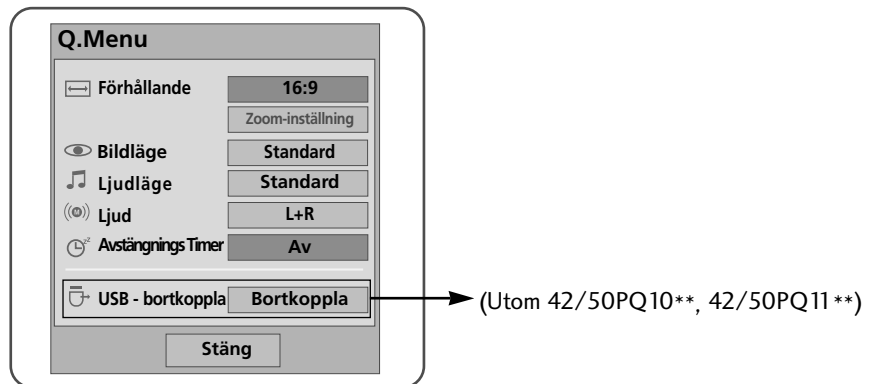 Q.Menu
Förhållande 16:9
Zoom-inställning
Bildläge Standard
Ljudläge Standard
Ljud L+R
Avstängnings Timer Av
USB - bortkoppla Bortkoppla (Utom 42/50PQ10**, 42/50PQ11**)
Stäng